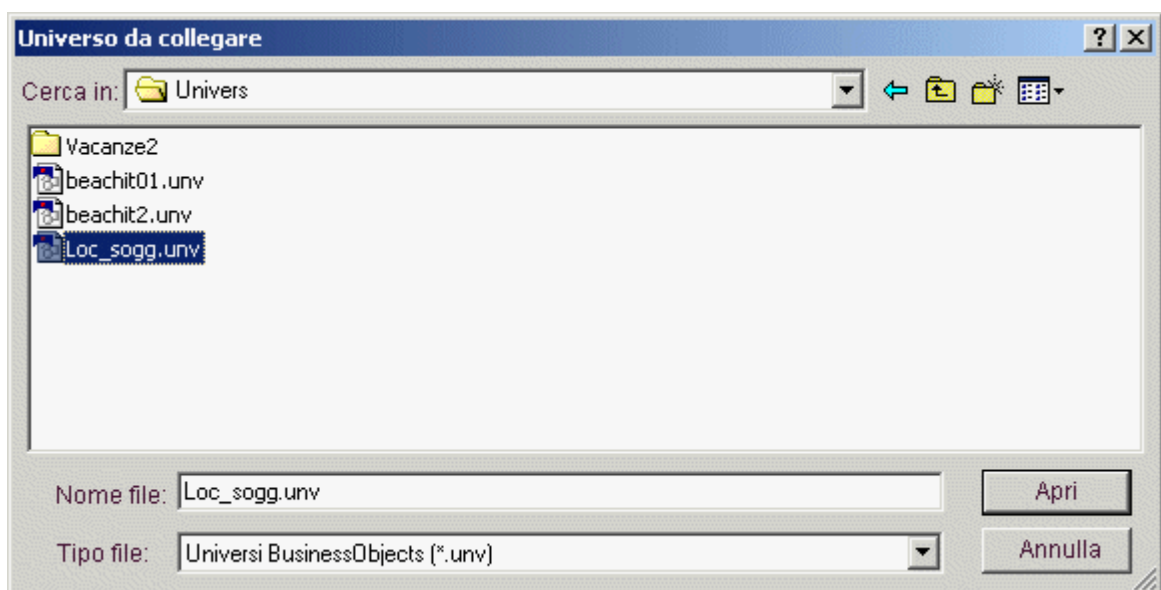 Universo da collegare
Cerca in: Univers
Vacanze2
beachit01.unv
beachit2.unv
Loc_sogg.unv
Nome file: Loc_sogg.unv Apri
Tipo file: Universi BusinessObjects (*.unv) Annulla